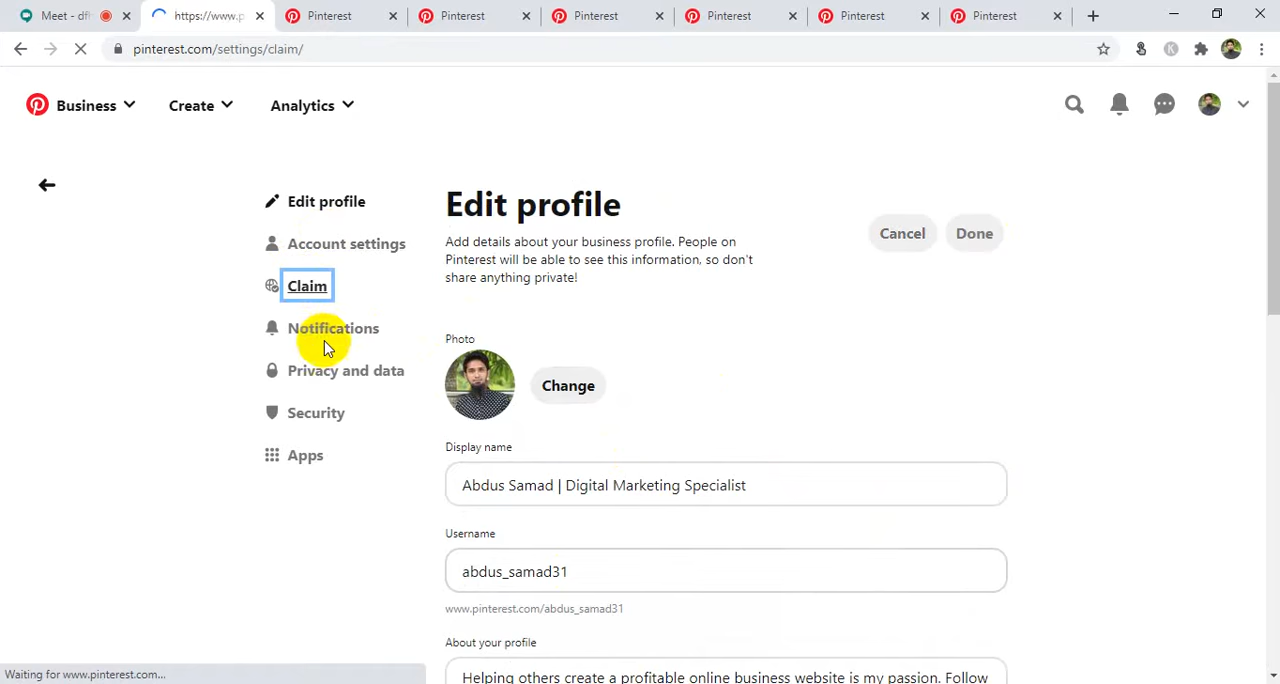 Meet - dfh
https://www.p
Pinterest
Pinterest
Pinterest
Pinterest
Pinterest
Pinterest
pinterest.com/settings/claim/
K
Business
Create
Analytics
Edit profile
Account settings
Claim
Notifications
Privacy and data
Security
Apps
Edit profile
Add details about your business profile. People on
Pinterest will be able to see this information, so don't
share anything private!
Cancel
Done
Photo
Change
Display name
Abdus Samad | Digital Marketing Specialist
Username
abdus_samad31
www.pinterest.com/abdus_samad31
About your profile
Helping others create a profitable online business website is my passion. Follow
Waiting for www.pinterest.com...